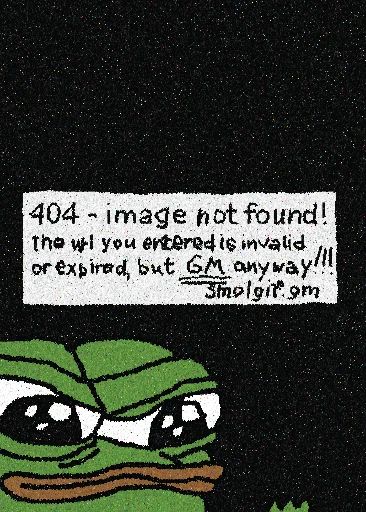 404 - image not found!
the url you entered is invalid
or expired, but GM anyway!!!
smolgif.gm